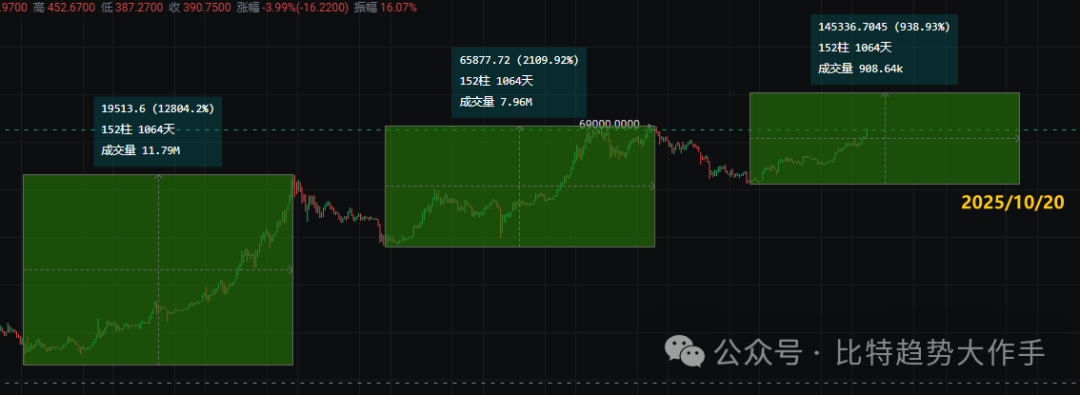 .9700 高 452.6700 低 387.2700 收 390.7500 涨幅 -3.99%(-16.2200) 振幅 16.07%
19513.6 (12804.2%)
152柱 1064天
成交量 11.79M
65877.72 (2109.92%)
152柱 1064天
成交量 7.96M
69000.0000
145336.7045 (938.93%)
152柱 1064天
成交量 908.64k
2025/10/20
公众号 · 比特趋势大作手